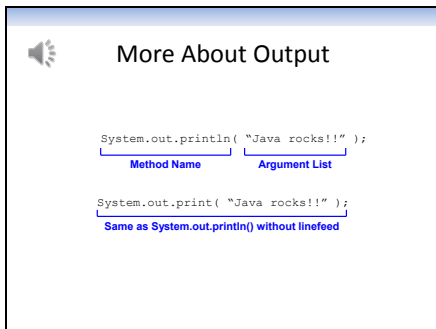 More About Output
System.out.println( “Java rocks!!” );
Method Name Argument List
System.out.print( “Java rocks!!” );
Same as System.out.println() without linefeed